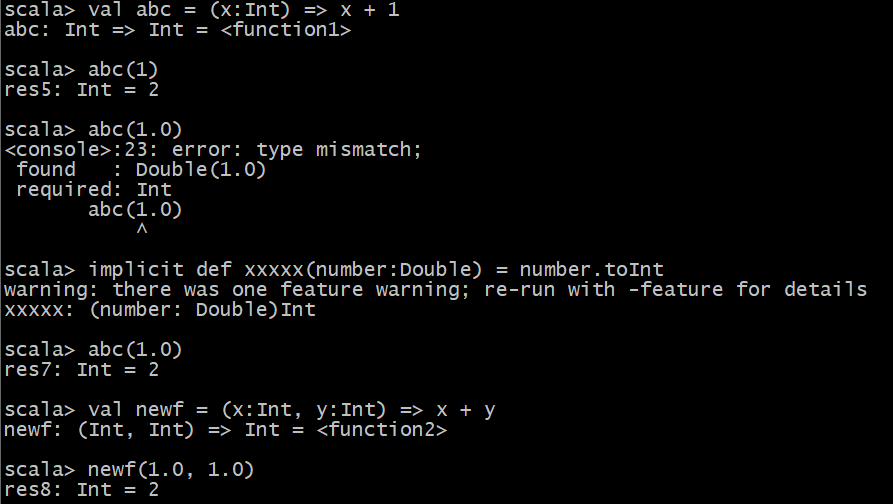 scala> val abc = (x:Int) => x + 1
abc: Int => Int = <function1>
scala> abc(1)
res5: Int = 2
scala> abc(1.0)
<console>:23: error: type mismatch;
 found   : Double(1.0)
 required: Int
       abc(1.0)
           ^
scala> implicit def xxxxx(number:Double) = number.toInt
warning: there was one feature warning; re-run with -feature for details
xxxxx: (number: Double)Int
scala> abc(1.0)
res7: Int = 2
scala> val newf = (x:Int, y:Int) => x + y
newf: (Int, Int) => Int = <function2>
scala> newf(1.0, 1.0)
res8: Int = 2